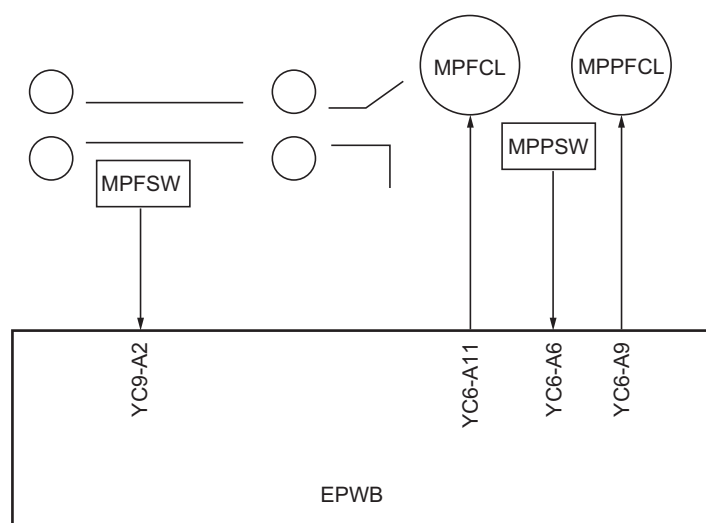 MPFCL
MPPFCL
MPPSW
MPFSW
YC9-A2
YC6-A11
YC6-A6
YC6-A9
EPWB